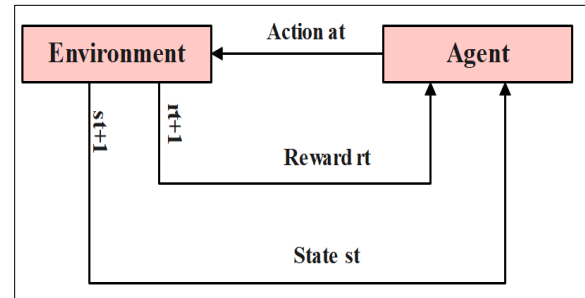 Action at
Environment
Agent
st+1
rt+1
Reward rt
State st